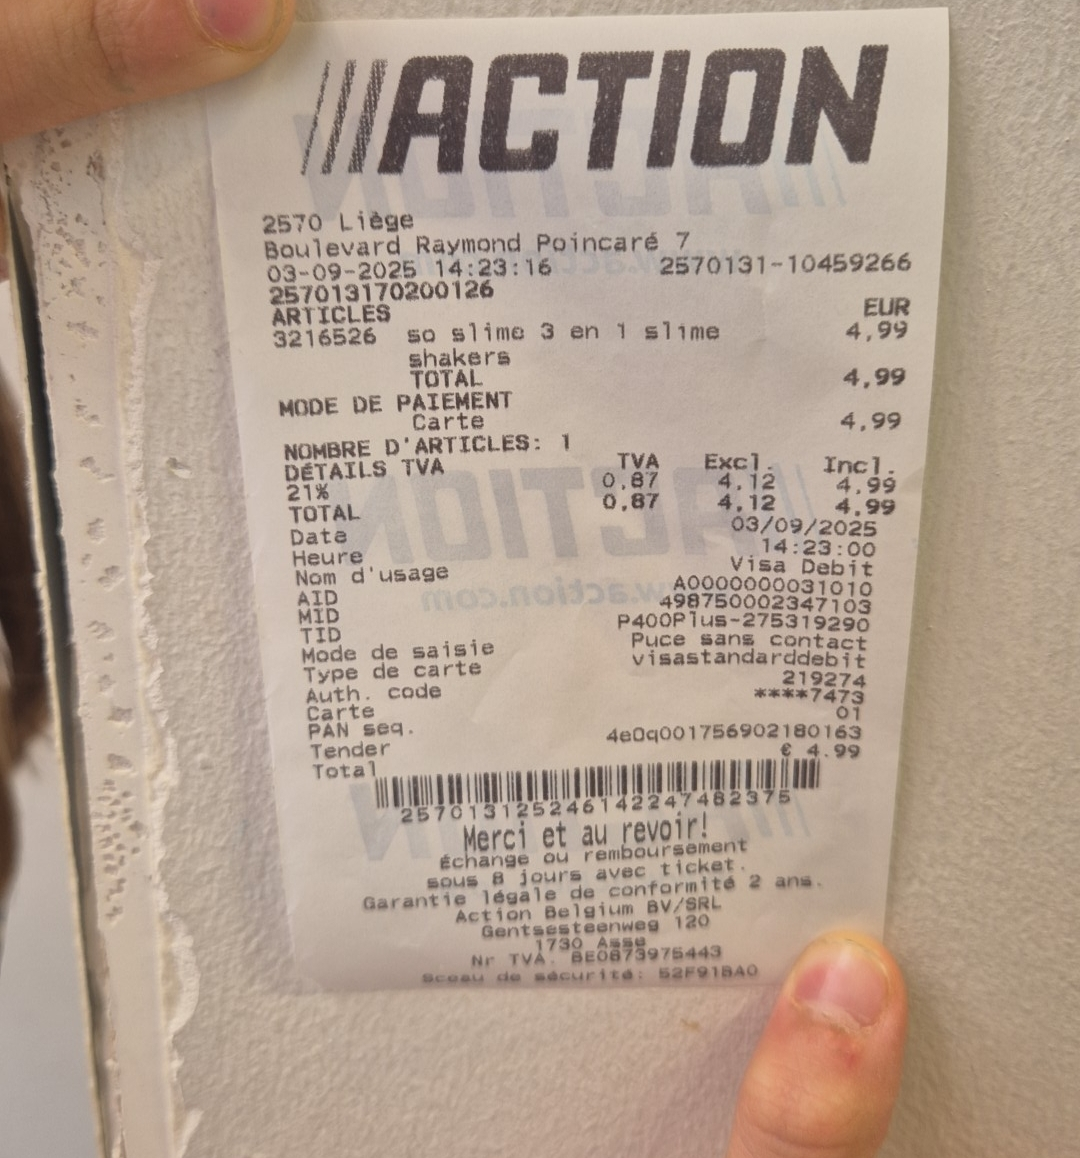 ACTION
2570 Liège
Boulevard Raymond Poincaré 7
03-09-2025 14:23:16 2570131-10459266
257013170200126
ARTICLES EUR
3216526 so slime 3 en 1 slime 4,99
shakers
TOTAL 4,99
MODE DE PAIEMENT
Carte 4,99
NOMBRE D'ARTICLES: 1
DÉTAILS TVA TVA Excl. Incl.
21% 0,87 4,12 4,99
TOTAL 0,87 4,12 4,99
Date 03/09/2025
Heure 14:23:00
Nom d'usage Visa Debit
AID A0000000031010
MID 498750002347103
TID P400Plus-275319290
Mode de saisie Puce sans contact
Type de carte visastandarddebit
Auth. code 219274
Carte ****7473
PAN seq. 01
Tender 4e0q001756902180163
Total € 4.99
2570131252461422474823​75
Merci et au revoir!
Échange ou remboursement
sous 8 jours avec ticket.
Garantie légale de conformité 2 ans.
Action Belgium BV/SRL
Gentsesteenweg 120
1730 Asse
Nr TVA. BE0873975443
Sceau de sécurité: 52F91BA0